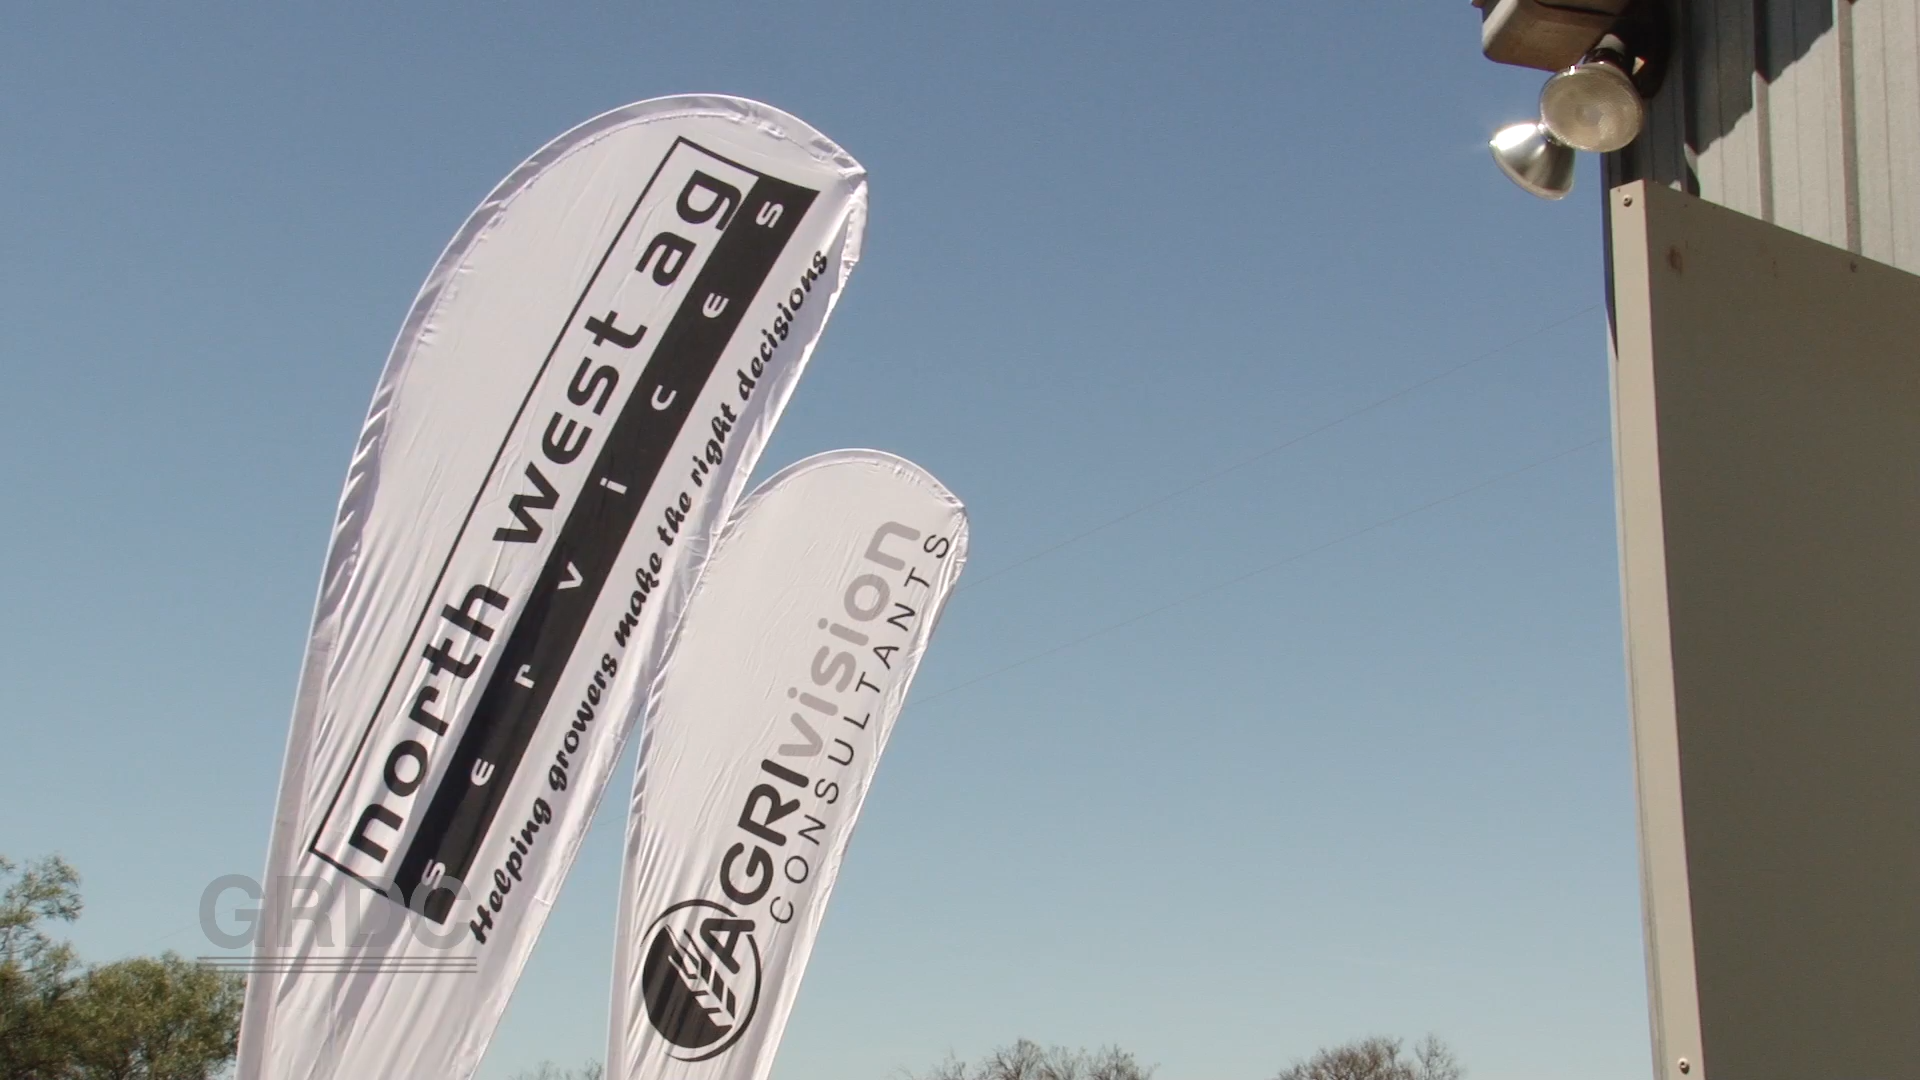 north west ag
services
Helping growers make the right decisions
AGRIvision
CONSULTANTS
GRDC